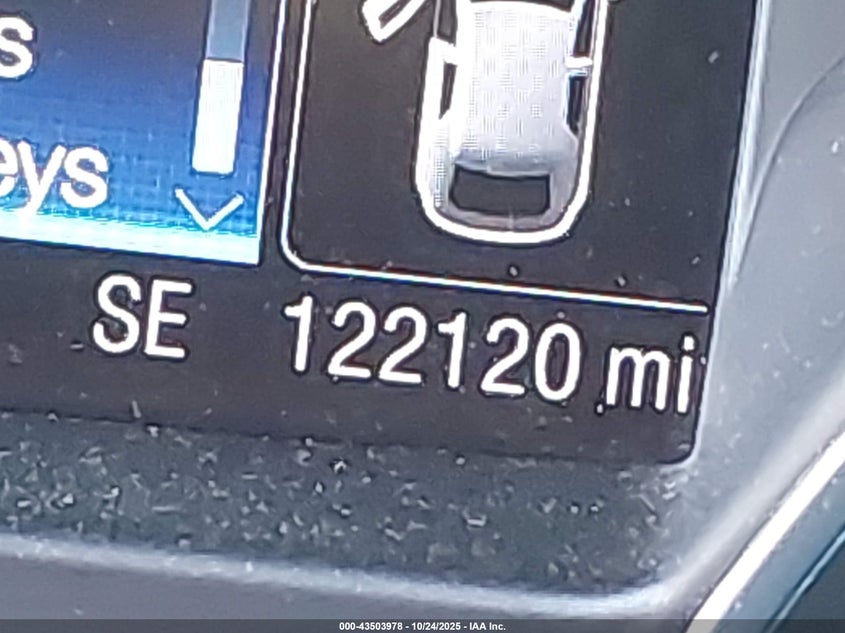 s
eys
SE 122120 mi
000-43503978 - 10/24/2025 - IAA Inc.